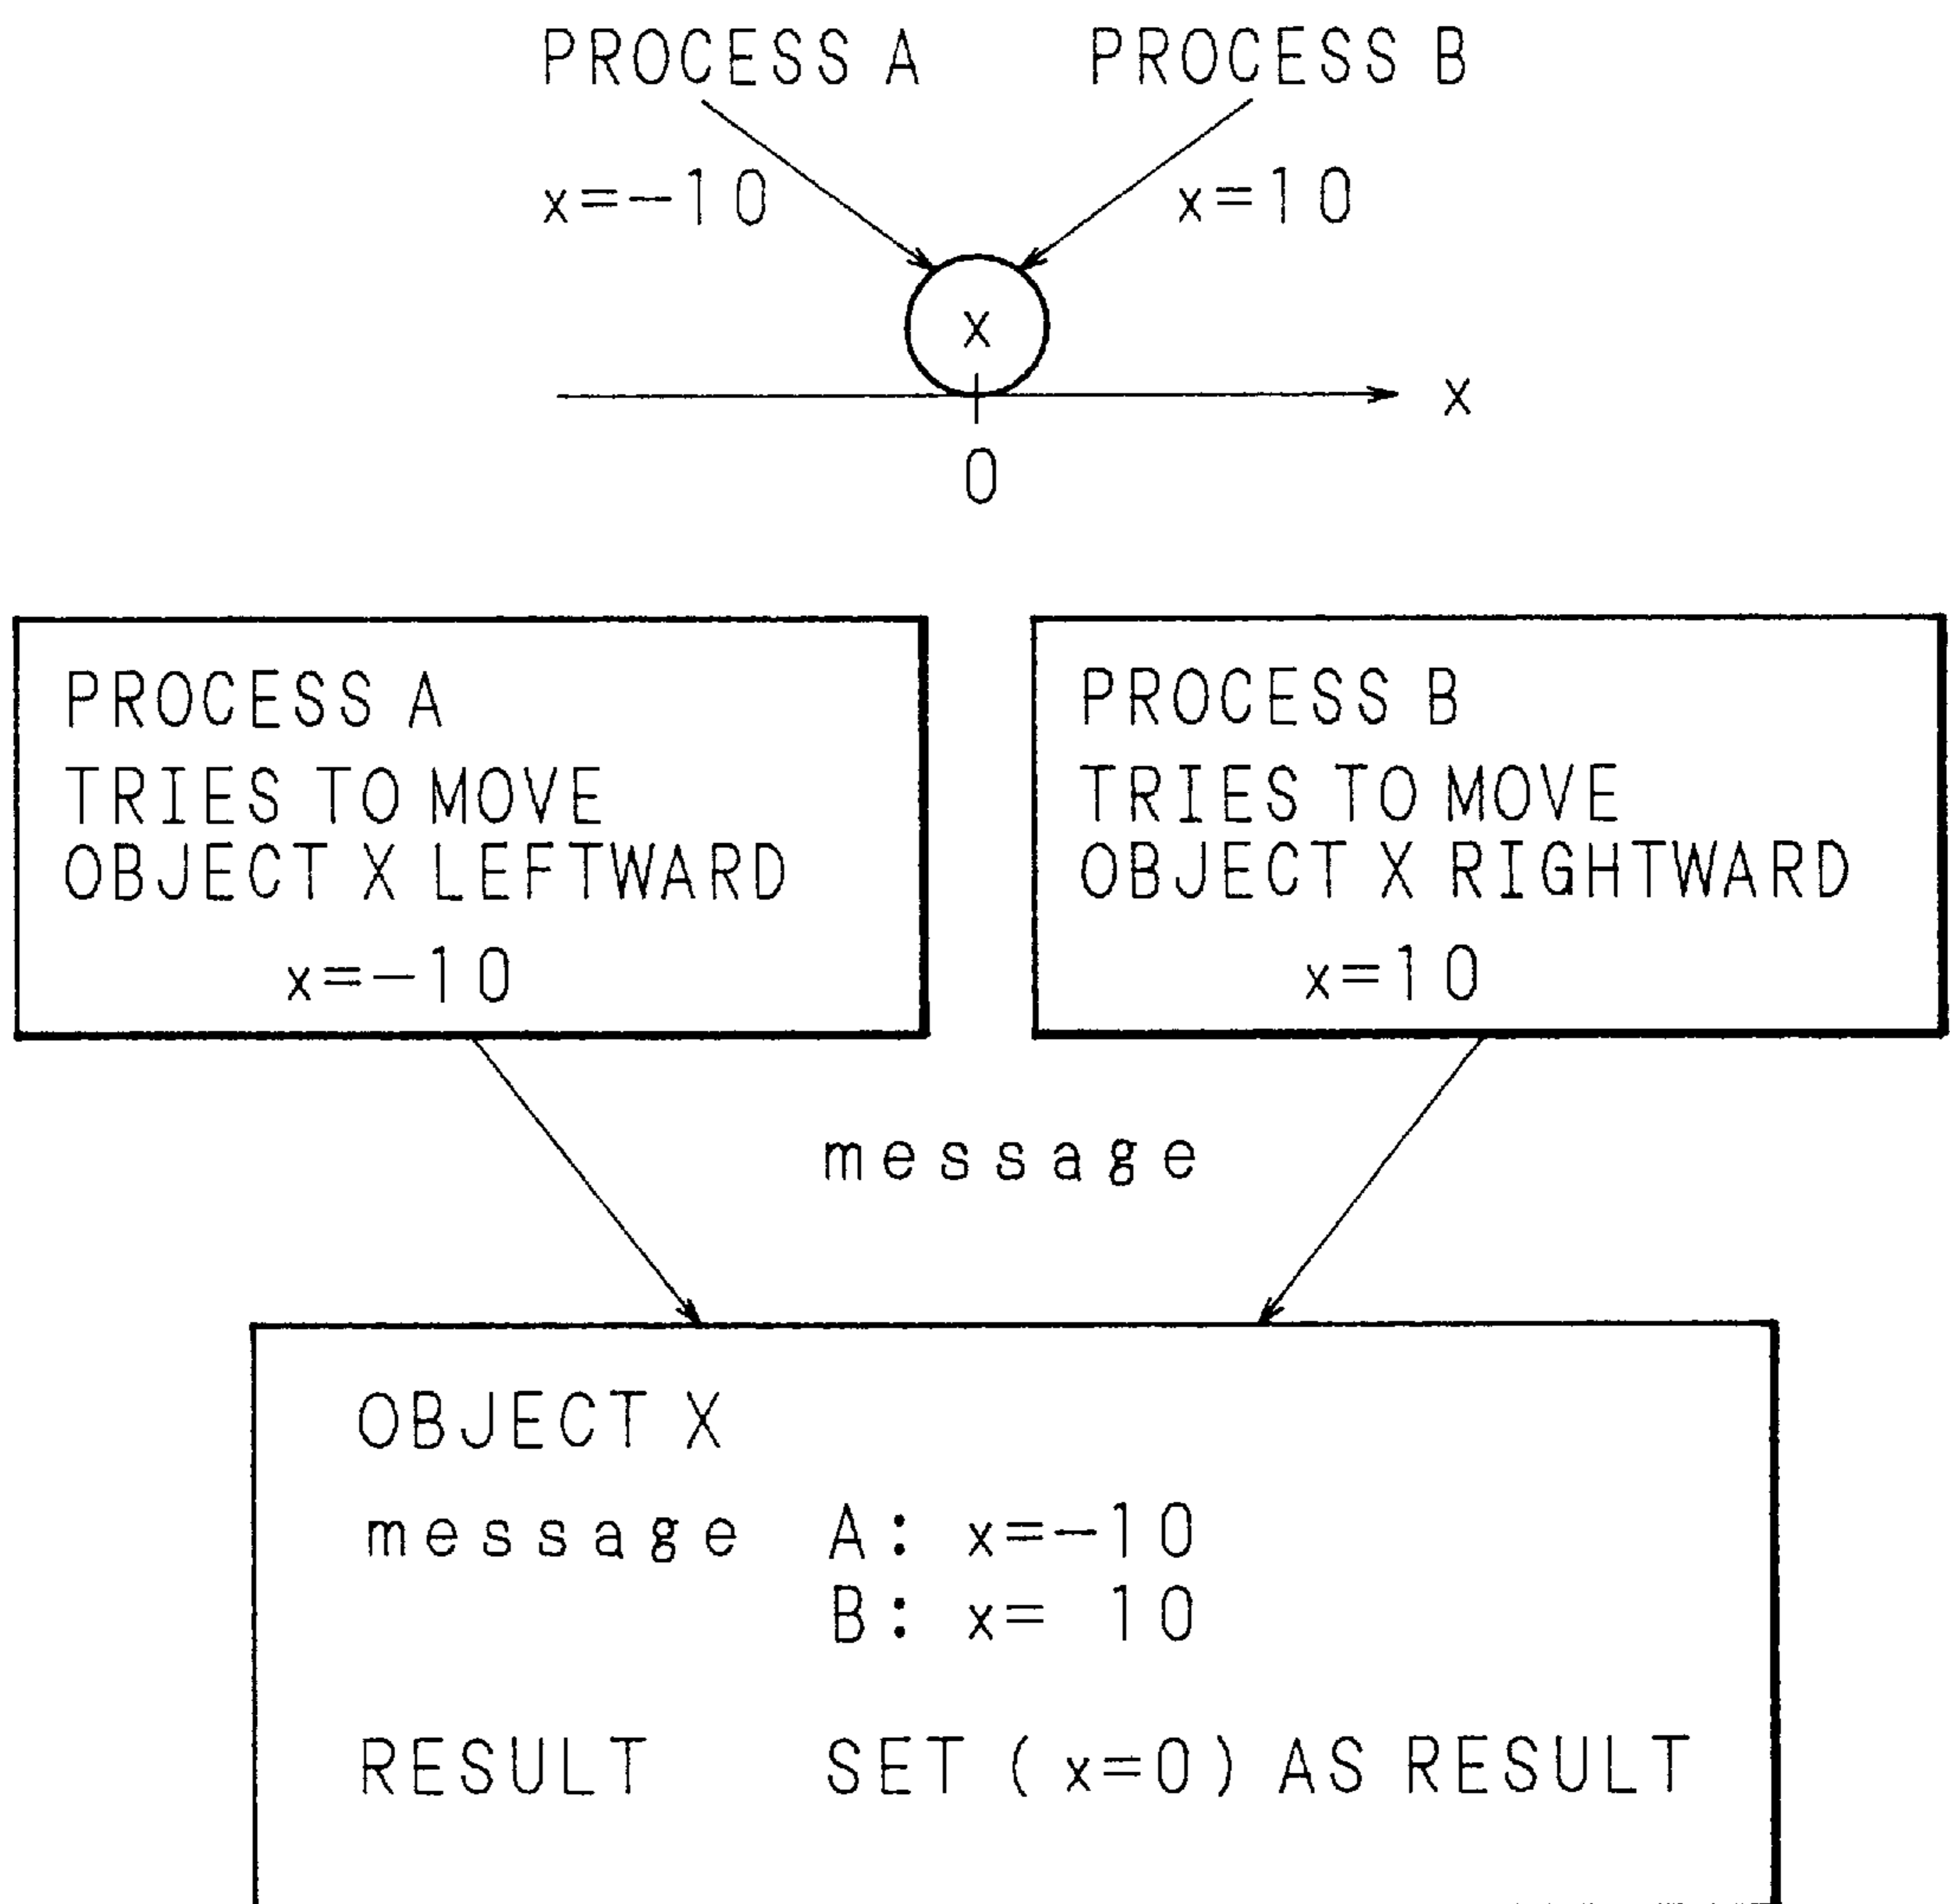 PROCESS A PROCESS B
x=-10 x=10
x
x
0
PROCESS A
TRIES TO MOVE
OBJECT X LEFTWARD
x=-10
PROCESS B
TRIES TO MOVE
OBJECT X RIGHTWARD
x=10
message
OBJECT X
message A: x=-10
B: x= 10
RESULT SET (x=0) AS RESULT